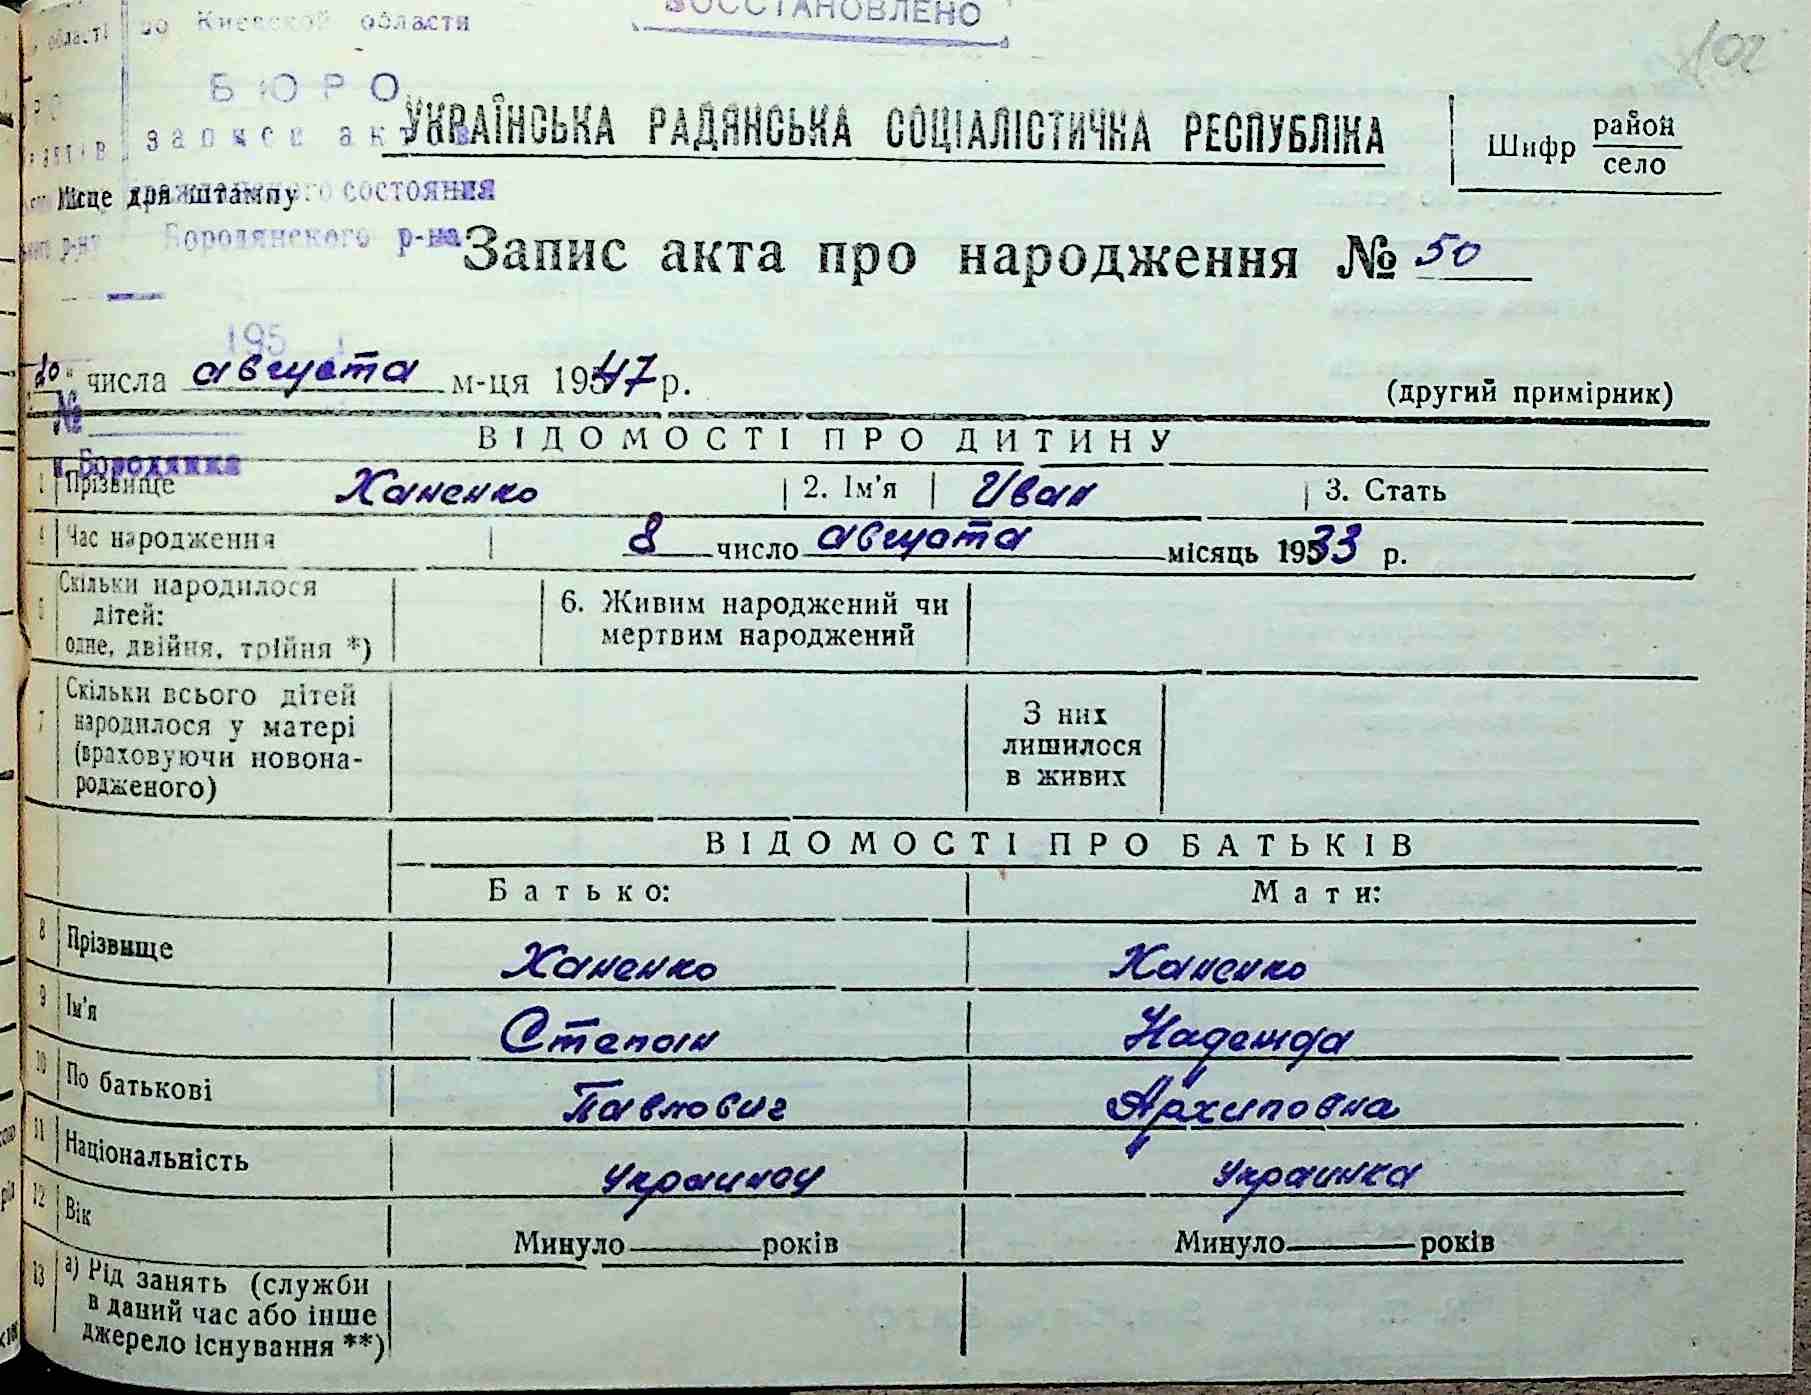 ВОССТАНОВЛЕНО
102
області по Киевской области
БЮРО
записи акт в
УКРАЇНСЬКА РАДЯНСЬКА СОЦІАЛІСТИЧНА РЕСПУБЛІКА
Шифр район
село
Місце для штампу
гражданского состояния
Бородянского р-на
Запис акта про народження № 50
195
20 числа августа м-ця 1947 р.
(другий примірник)
№
ВІДОМОСТІ ПРО ДИТИНУ
п. Бородянка
1 Прізвище Ханенко 2. Ім'я Иван 3. Стать
4 Час народження 8 число августа місяць 1933 р.
5 Скільки народилося
дітей:
одне, двійня, трійня *)
6. Живим народжений чи
мертвим народжений
7 Скільки всього дітей
народилося у матері
(враховуючи новона-
родженого)
З них
лишилося
в живих
ВІДОМОСТІ ПРО БАТЬКІВ
Батько: Мати:
8 Прізвище Ханенко Ханенко
9 Ім'я Степан Надежда
10 По батькові Павлович Архиповна
11 Національність украинец украинка
12 Вік Минуло років Минуло років
13 а) Рід занять (служби
в даний час або інше
джерело існування **)